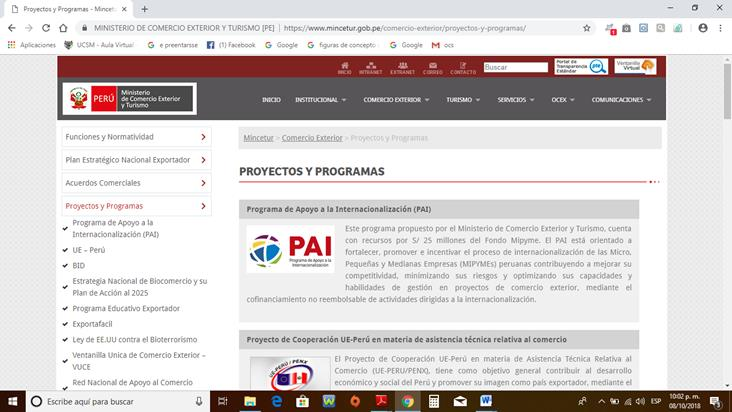 Proyectos y Programas - Mincetur
MINISTERIO DE COMERCIO EXTERIOR Y TURISMO [PE] | https://www.mincetur.gob.pe/comercio-exterior/proyectos-y-programas/
Aplicaciones UCSM - Aula Virtual e preentarsse (1) Facebook Google figuras de concepto Google ocs
INICIO INTRANET EXTRANET CORREO CONTACTO
Buscar
Portal de Transparencia Estándar
Ventanilla Virtual
PERÚ
Ministerio de Comercio Exterior y Turismo
INICIO INSTITUCIONAL COMERCIO EXTERIOR TURISMO SERVICIOS OCEX COMUNICACIONES
Funciones y Normatividad
Plan Estratégico Nacional Exportador
Acuerdos Comerciales
Proyectos y Programas
Programa de Apoyo a la
Internacionalización (PAI)
UE – Perú
BID
Estrategia Nacional de Biocomercio y su
Plan de Acción al 2025
Programa Educativo Exportador
Exportafacil
Ley de EE.UU contra el Bioterrorismo
Ventanilla Unica de Comercio Exterior –
VUCE
Red Nacional de Apoyo al Comercio
Mincetur > Comercio Exterior > Proyectos y Programas
PROYECTOS Y PROGRAMAS
Programa de Apoyo a la Internacionalización (PAI)
PAI
Programa de Apoyo a la Internacionalización
Este programa propuesto por el Ministerio de Comercio Exterior y Turismo, cuenta
con recursos por S/ 25 millones del Fondo Mipyme. El PAI está orientado a
fortalecer, promover e incentivar el proceso de internacionalización de las Micro,
Pequeñas y Medianas Empresas (MIPYMEs) peruanas contribuyendo a mejorar su
competitividad, minimizando sus riesgos y optimizando sus capacidades y
habilidades de gestión en proyectos de comercio exterior, mediante el
cofinanciamiento no reembolsable de actividades dirigidas a la internacionalización.
Proyecto de Cooperación UE-Perú en materia de asistencia técnica relativa al comercio
UE - PERU / PENX
El Proyecto de Cooperación UE-Perú en materia de Asistencia Técnica Relativa al
Comercio (UE-PERU/PENX), tiene como objetivo general contribuir al desarrollo
económico y social del Perú y promover su imagen como país exportador, mediante el
Escribe aquí para buscar
ESP
10:02 p. m.
08/10/2018